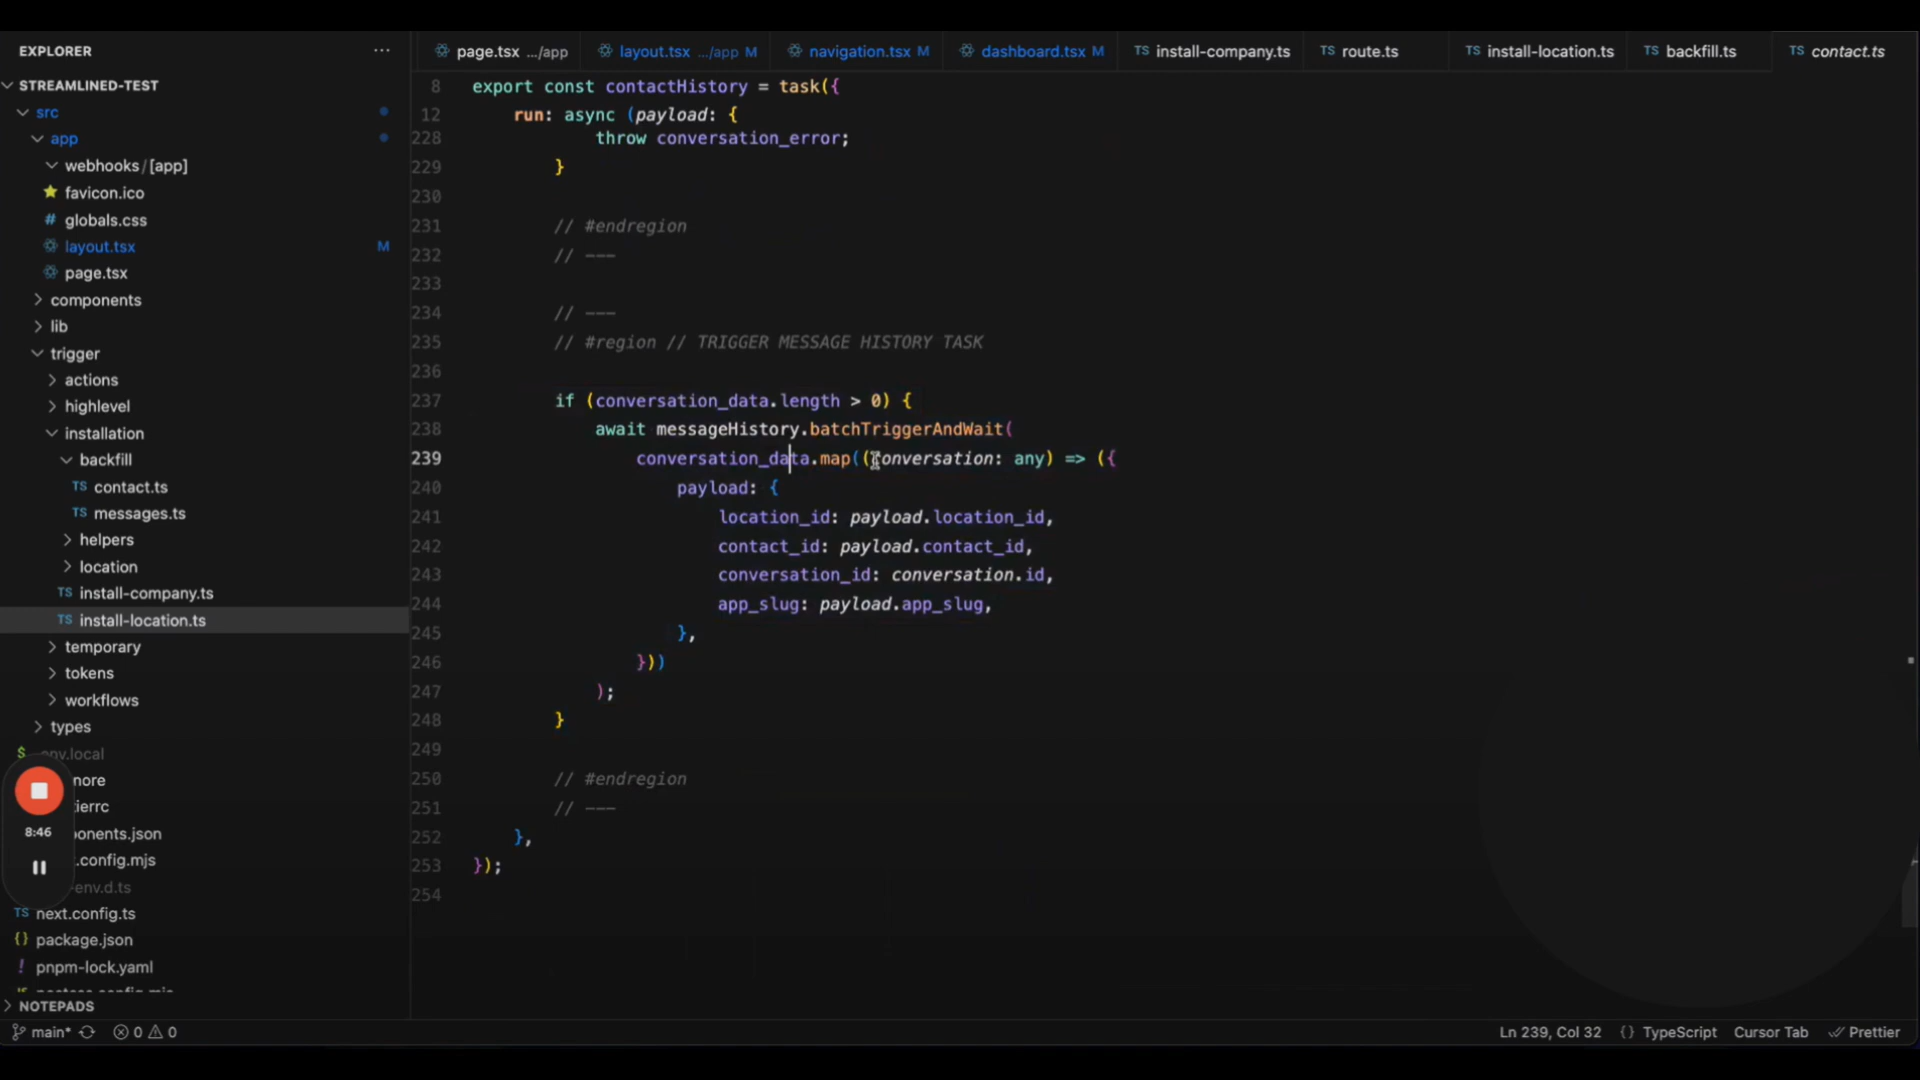 EXPLORER
···
page.tsx .../app
layout.tsx .../app M
navigation.tsx M
dashboard.tsx M
TS install-company.ts
TS route.ts
TS install-location.ts
TS backfill.ts
TS contact.ts
STREAMLINED-TEST
src
app
webhooks/[app]
favicon.ico
# globals.css
layout.tsx M
page.tsx
components
lib
trigger
actions
highlevel
installation
backfill
TS contact.ts
TS messages.ts
helpers
location
TS install-company.ts
TS install-location.ts
temporary
tokens
workflows
types
$ .env.local
more
tierrc
ponents.json
.config.mjs
-env.d.ts
TS next.config.ts
{} package.json
! pnpm-lock.yaml
NOTEPADS
8:46
8 export const contactHistory = task({
12 run: async (payload: {
228 throw conversation_error;
229 }
230
231 // #endregion
232 // ---
233
234 // ---
235 // #region // TRIGGER MESSAGE HISTORY TASK
236
237 if (conversation_data.length > 0) {
238 await messageHistory.batchTriggerAndWait(
239 conversation_data.map((conversation: any) => ({
240 payload: {
241 location_id: payload.location_id,
242 contact_id: payload.contact_id,
243 conversation_id: conversation.id,
244 app_slug: payload.app_slug,
245 },
246 }))
247 );
248 }
249
250 // #endregion
251 // ---
252 },
253 });
254
main* 0 0
Ln 239, Col 32 {} TypeScript Cursor Tab Prettier